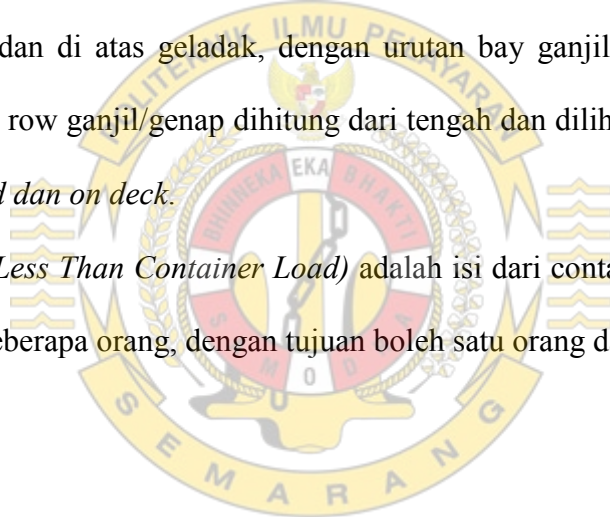 dan di atas geladak, dengan urutan bay ganjil
row ganjil/genap dihitung dari tengah dan dilih
d dan on deck.
Less Than Container Load) adalah isi dari conta
eberapa orang, dengan tujuan boleh satu orang d
POLITEKNIK ILMU PELAYARAN
BHINNEKA EKA BHAKTI
SEMARANG